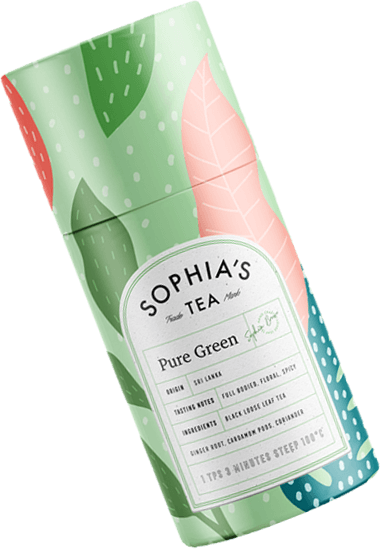 SOPHIA'S
Trade TEA Mark
Pure Green
ORIGIN SRI LANKA
TASTING NOTES FULL BODIED, FLORAL, SPICY
INGREDIENTS BLACK LOOSE LEAF TEA
GINGER ROOT, CARDAMOM PODS, CORIANDER
1 TPS 3 MINUTES STEEP 100°C